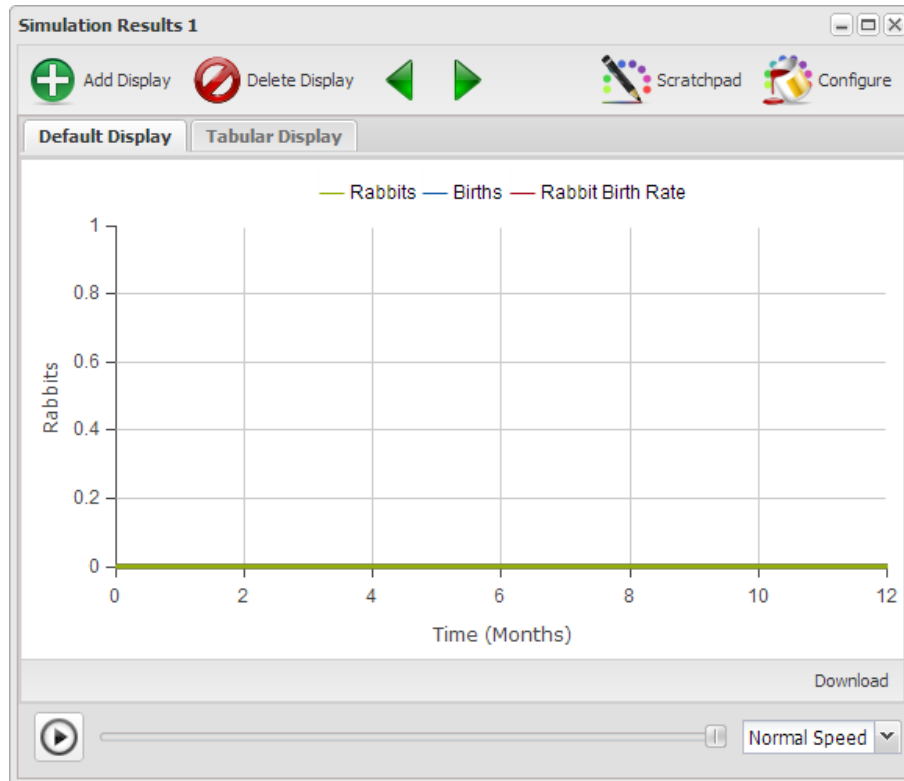 Simulation Results 1
Add Display Delete Display Scratchpad Configure
Default Display Tabular Display
Rabbits Births Rabbit Birth Rate
1
0.8
0.6
0.4
0.2
0
Rabbits
0 2 4 6 8 10 12
Time (Months)
Download
Normal Speed